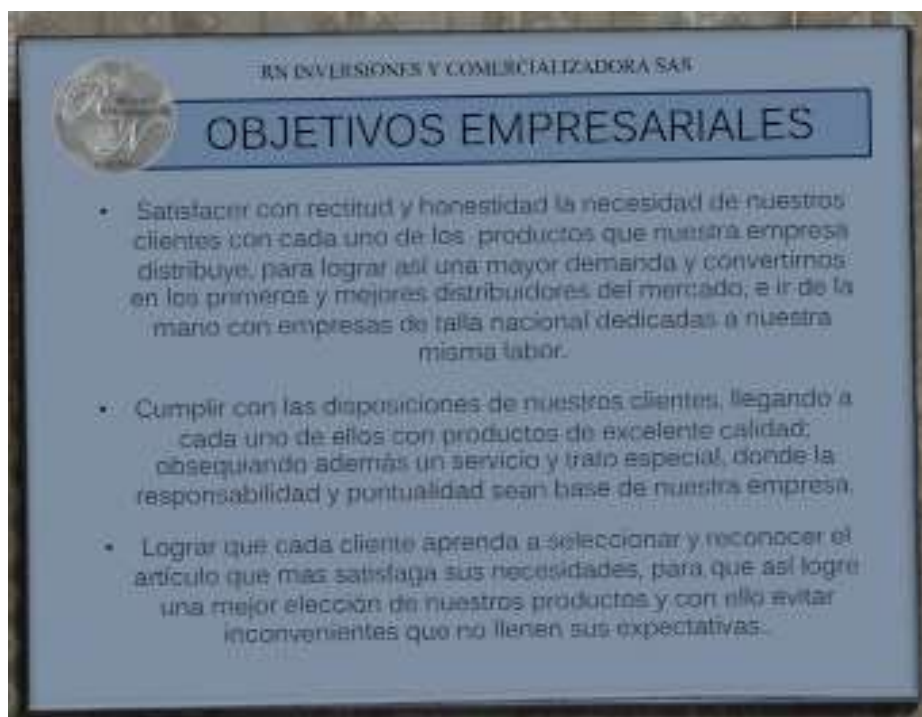 RN INVERSIONES Y COMERCIALIZADORA SAS
OBJETIVOS EMPRESARIALES
• Satisfacer con rectitud y honestidad la necesidad de nuestros
clientes con cada uno de los productos que nuestra empresa
distribuye, para lograr así una mayor demanda y convertirnos
en los primeros y mejores distribuidores del mercado, e ir de la
mano con empresas de talla nacional dedicadas a nuestra
misma labor.
• Cumplir con las disposiciones de nuestros clientes, llegando a
cada uno de ellos con productos de excelente calidad;
obsequiando además un servicio y trato especial, donde la
responsabilidad y puntualidad sean base de nuestra empresa.
• Lograr que cada cliente aprenda a seleccionar y reconocer el
artículo que mas satisfaga sus necesidades, para que así logre
una mejor elección de nuestros productos y con ello evitar
inconvenientes que no llenen sus expectativas..